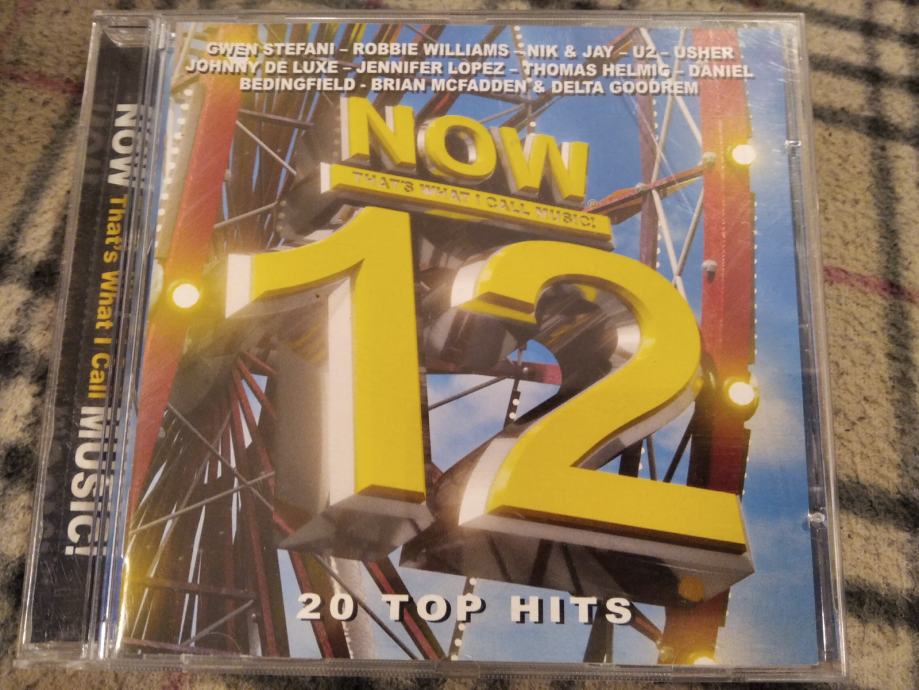 GWEN STEFANI – ROBBIE WILLIAMS – NIK & JAY – U2 – USHER
JOHNNY DE LUXE – JENNIFER LOPEZ – THOMAS HELMIG – DANIEL
BEDINGFIELD - BRIAN MCFADDEN & DELTA GOODREM
NOW
THAT'S WHAT I CALL MUSIC!
12
20 TOP HITS
NOW That's What I Call MUSIC!